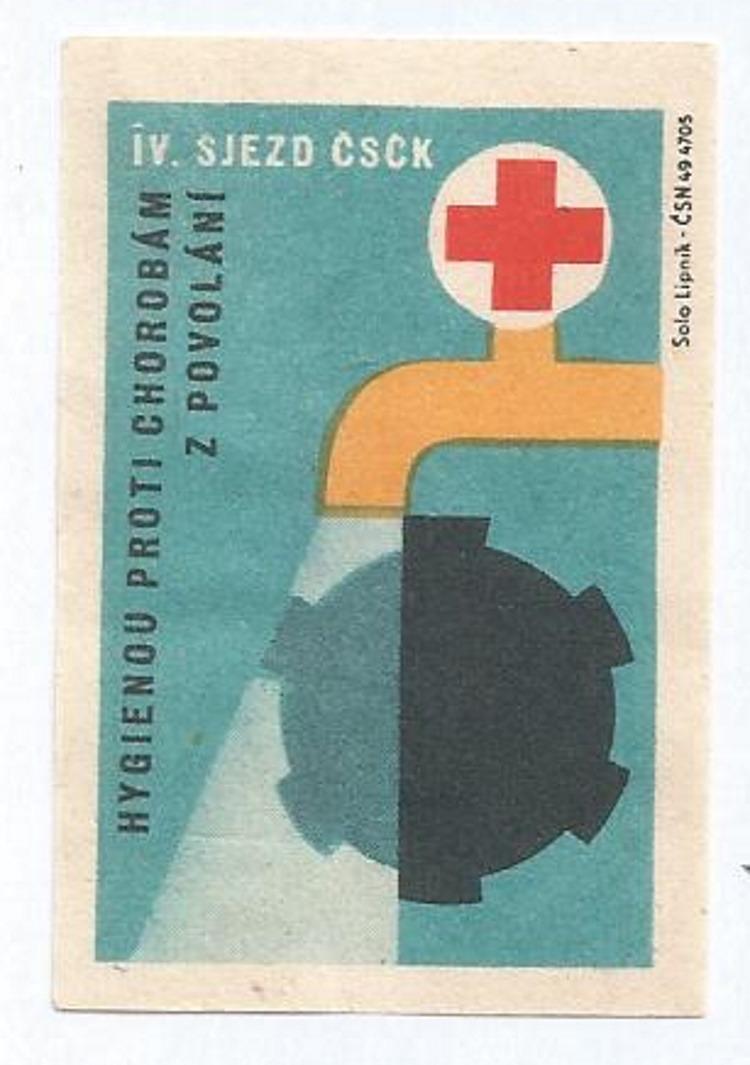 IV. SJEZD ČSČK
HYGIENOU PROTI CHOROBÁM
Z POVOLÁNÍ
Solo Lipník - ČSN 49 4705